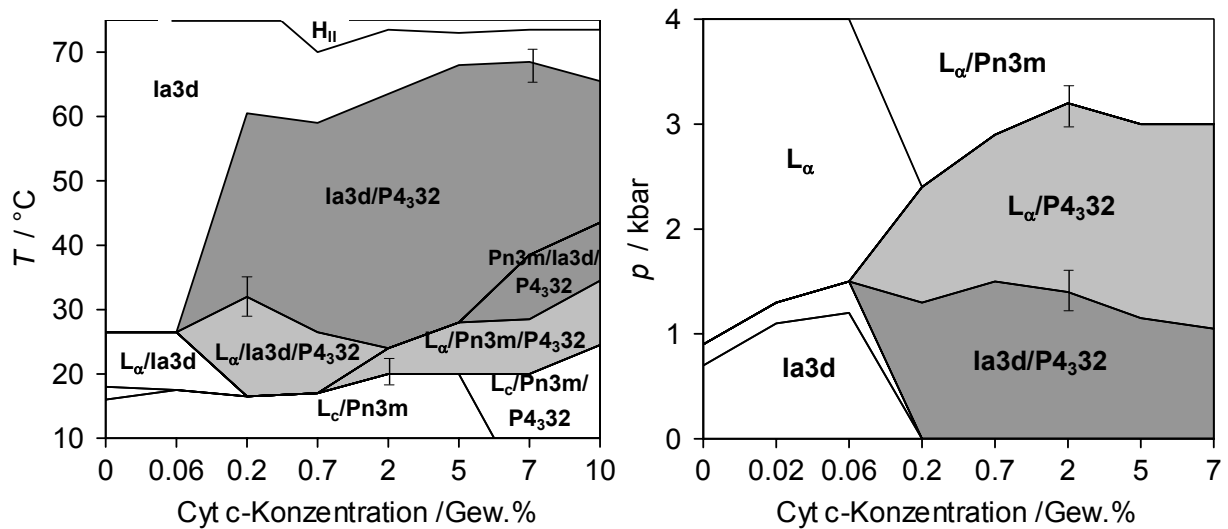 70
60
50
40
30
20
10
T / °C
H_II
Ia3d
Ia3d/P4₃32
Pn3m/Ia3d/
P4₃32
Lα/Ia3d
Lα/Ia3d/P4₃32
Lα/Pn3m/P4₃32
L_c/Pn3m
L_c/Pn3m/
P4₃32
0 0.06 0.2 0.7 2 5 7 10
Cyt c-Konzentration /Gew.%
4
3
2
1
0
p / kbar
Lα/Pn3m
Lα
Lα/P4₃32
Ia3d
Ia3d/P4₃32
0 0.02 0.06 0.2 0.7 2 5 7
Cyt c-Konzentration /Gew.%